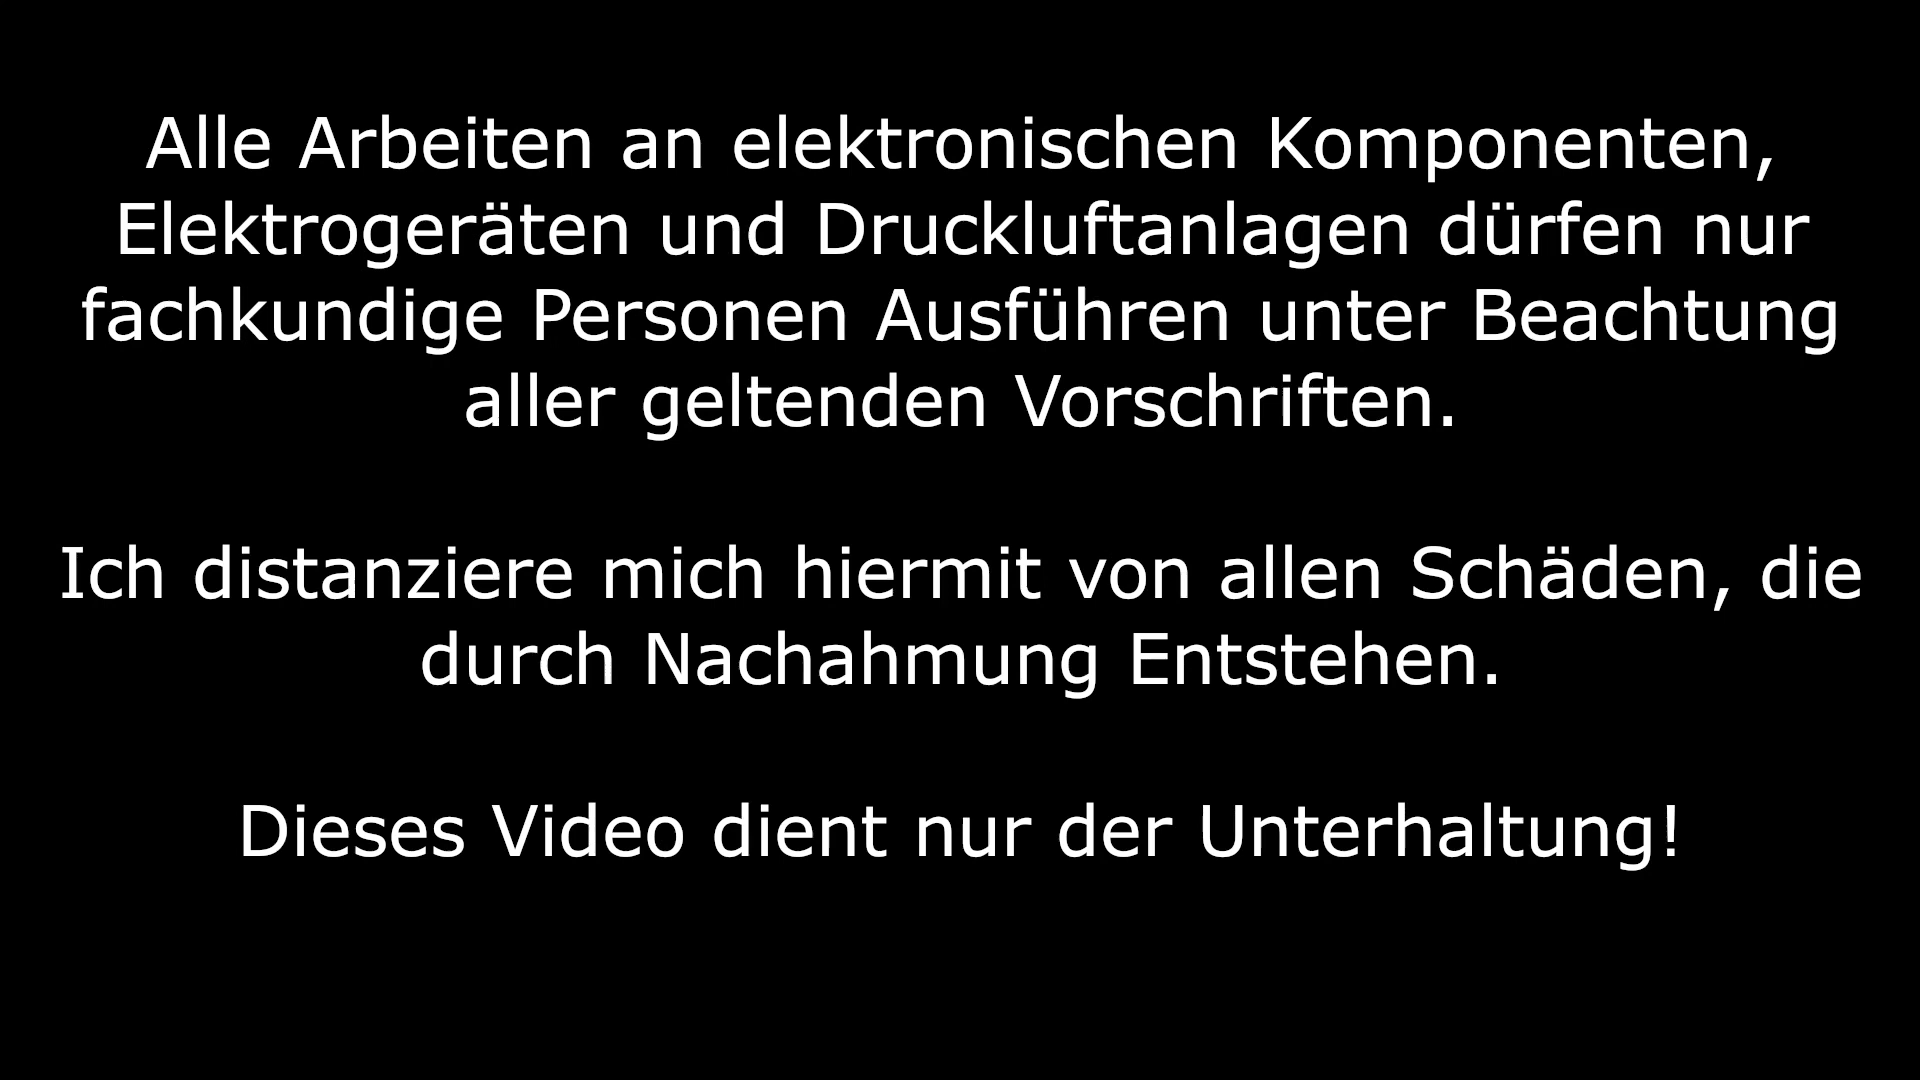 Alle Arbeiten an elektronischen Komponenten,
Elektrogeräten und Druckluftanlagen dürfen nur
fachkundige Personen Ausführen unter Beachtung
aller geltenden Vorschriften.
Ich distanziere mich hiermit von allen Schäden, die
durch Nachahmung Entstehen.
Dieses Video dient nur der Unterhaltung!